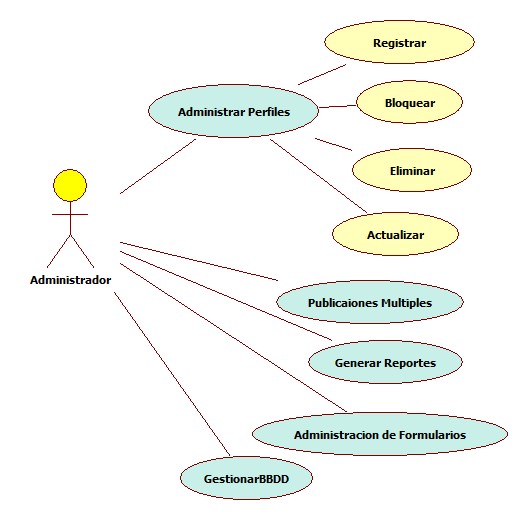 Registrar
Administrar Perfiles
Bloquear
Eliminar
Actualizar
Administrador
Publicaiones Multiples
Generar Reportes
Administracion de Formularios
GestionarBBDD